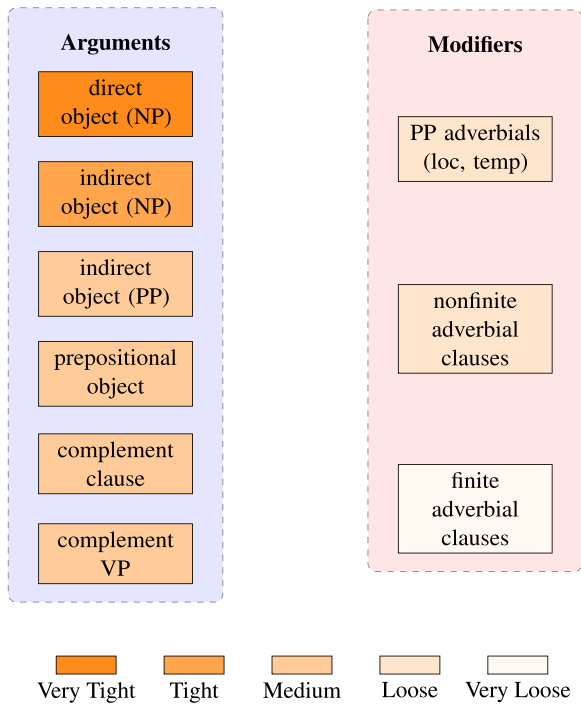 Arguments
direct
object (NP)
indirect
object (NP)
indirect
object (PP)
prepositional
object
complement
clause
complement
VP
Modifiers
PP adverbials
(loc, temp)
nonfinite
adverbial
clauses
finite
adverbial
clauses
Very Tight
Tight
Medium
Loose
Very Loose